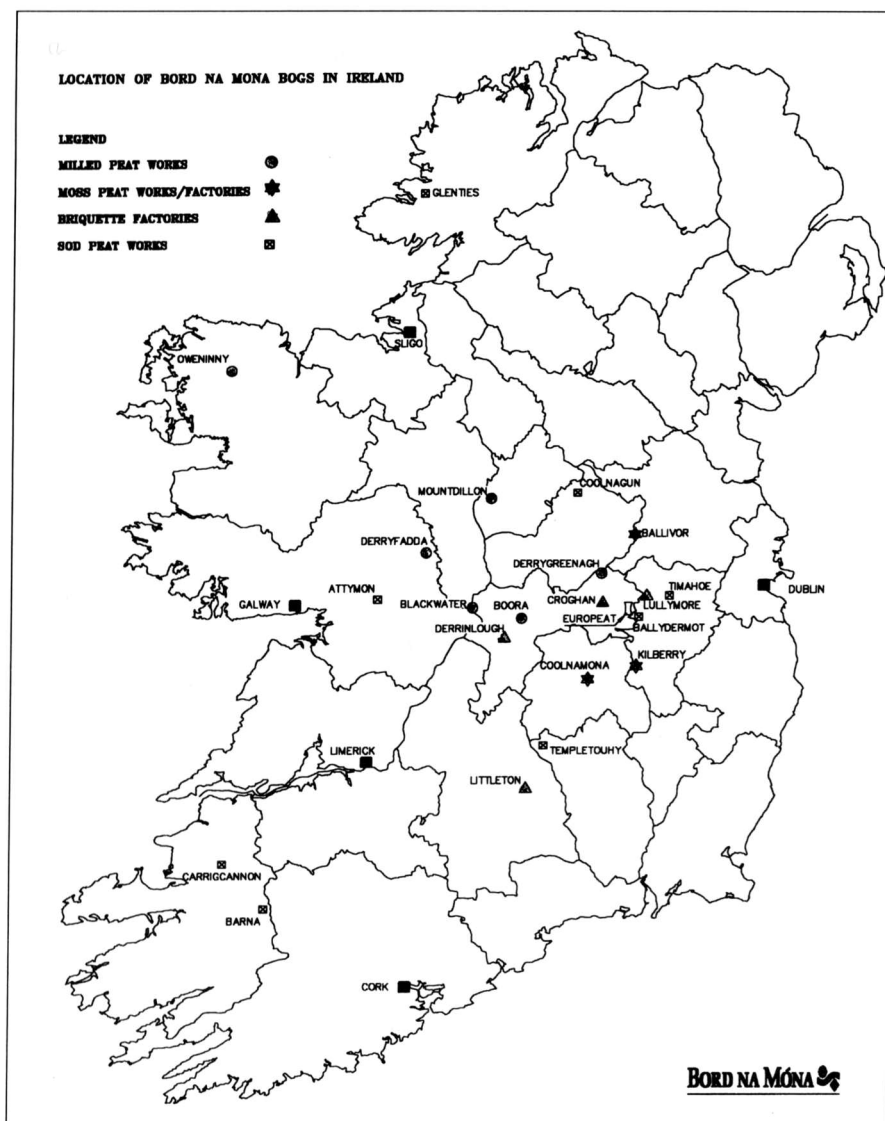 LOCATION OF BORD NA MONA BOGS IN IRELAND
LEGEND
MILLED PEAT WORKS
MOSS PEAT WORKS/FACTORIES
BRIQUETTE FACTORIES
SOD PEAT WORKS
GLENTIES
SLIGO
OWENINNY
MOUNTDILLON
COOLNAGUN
BALLIVOR
DERRYFADDA
DERRYGREENAGH
TIMAHOE
DUBLIN
ATTYMON
GALWAY
BLACKWATER
BOORA
CROGHAN
LULLYMORE
EUROPEAT
BALLYDERMOT
DERRINLOUGH
KILBERRY
COOLNAMONA
LIMERICK
TEMPLETOUHY
LITTLETON
CARRIGCANNON
BARNA
CORK
BORD NA MÓNA